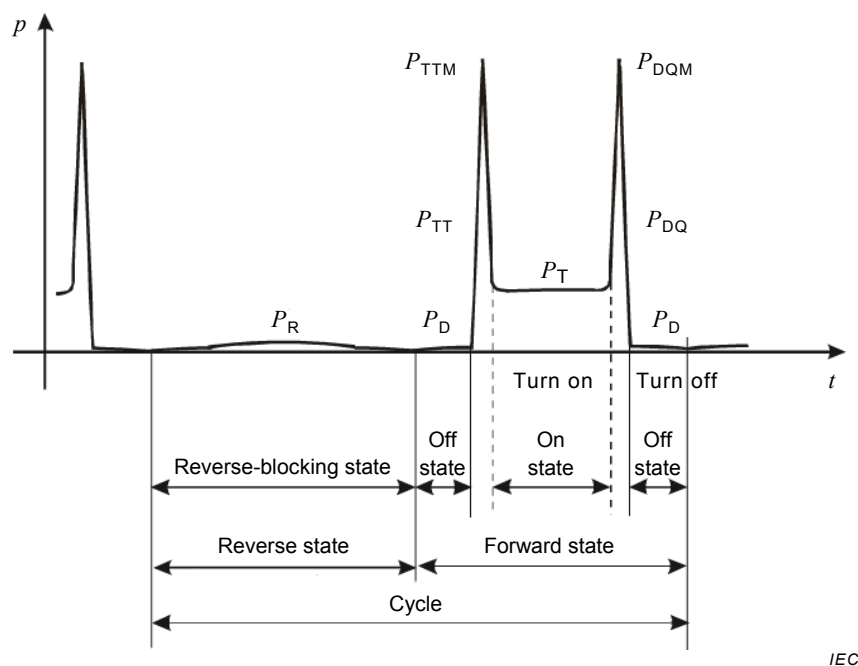 p
P_TTM
P_DQM
P_TT
P_DQ
P_T
P_R
P_D
P_D
Turn on
Turn off
t
Off
state
On
state
Off
state
Reverse-blocking state
Reverse state
Forward state
Cycle
IEC